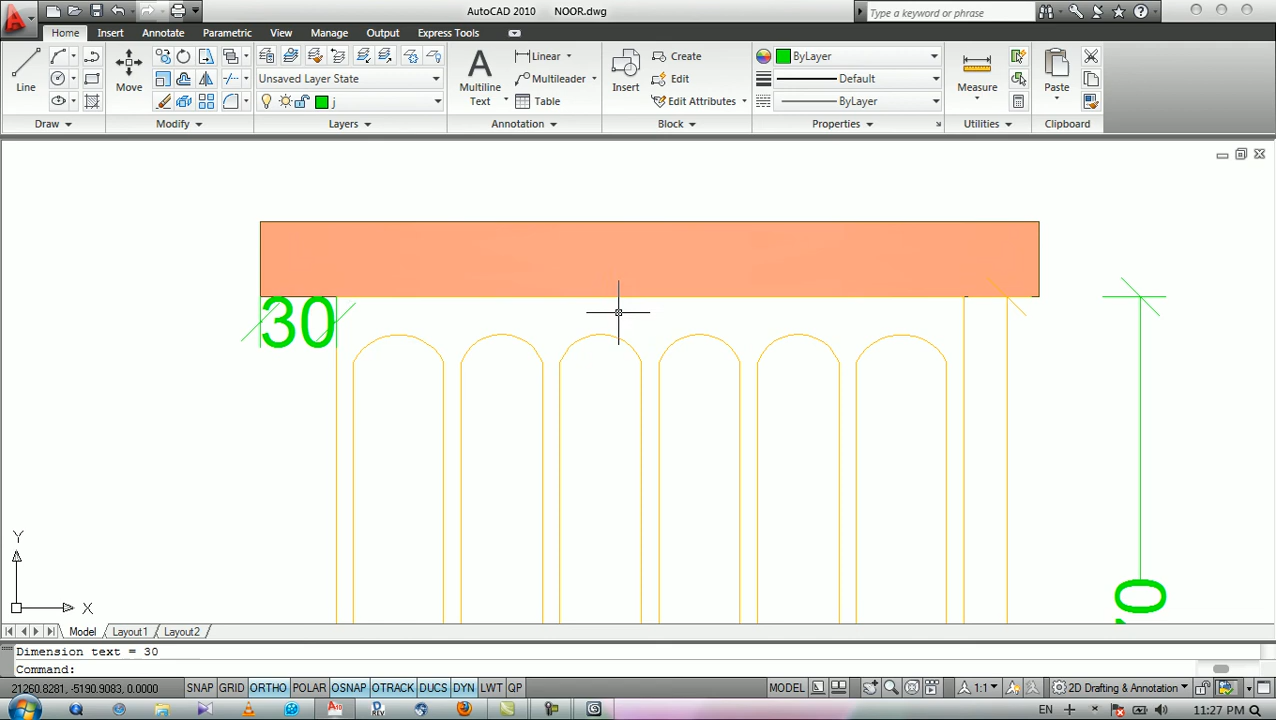 AutoCAD 2010 NOOR.dwg
Type a keyword or phrase
Home Insert Annotate Parametric View Manage Output Express Tools
Line
Move
Unsaved Layer State
j
Multiline
Text
Linear
Multileader
Table
Insert
Create
Edit
Edit Attributes
ByLayer
Default
ByLayer
Measure
Paste
Draw
Modify
Layers
Annotation
Block
Properties
Utilities
Clipboard
30
0
Y
X
Model Layout1 Layout2
Dimension text = 30
Command:
21260.8281, -5190.9083, 0.0000 SNAP GRID ORTHO POLAR OSNAP OTRACK DUCS DYN LWT QP MODEL 1:1 2D Drafting & Annotation
EN 11:27 PM